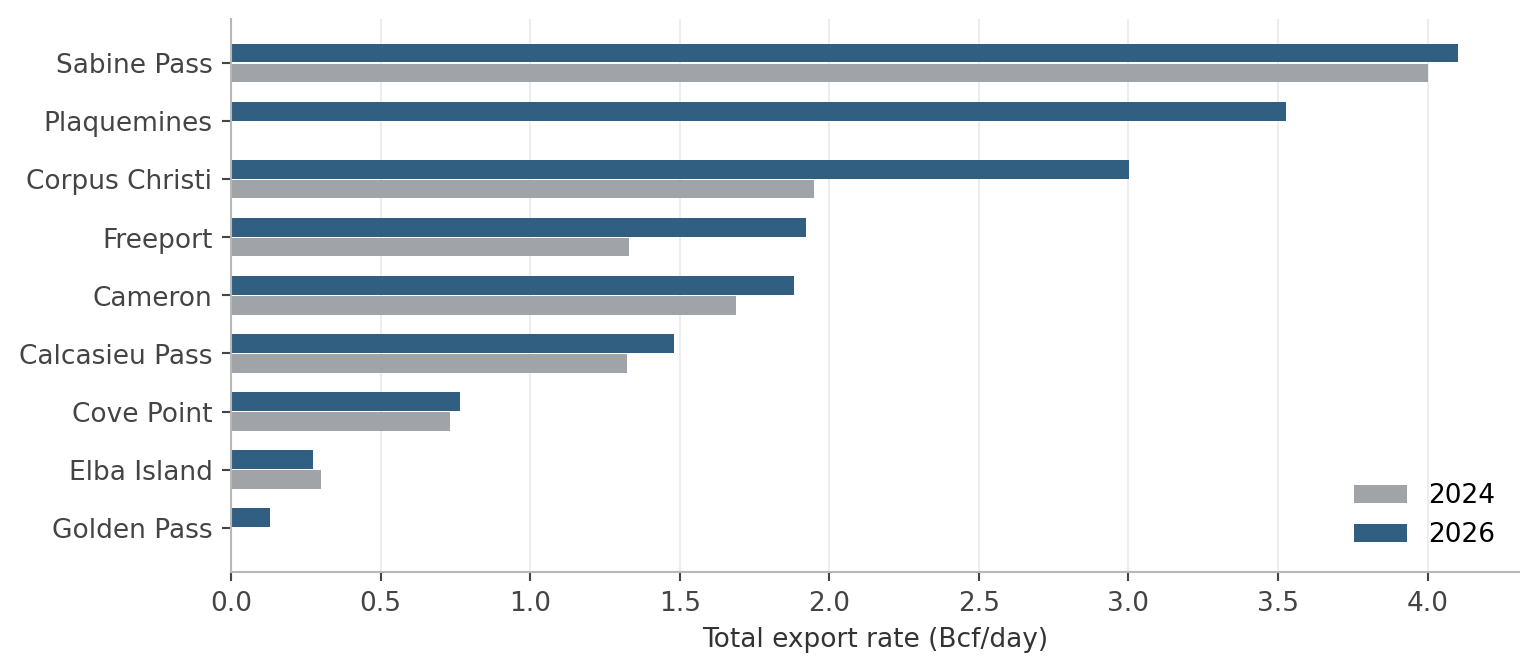 Sabine Pass
Plaquemines
Corpus Christi
Freeport
Cameron
Calcasieu Pass
Cove Point
Elba Island
Golden Pass
2024
2026
0.0 0.5 1.0 1.5 2.0 2.5 3.0 3.5 4.0
Total export rate (Bcf/day)